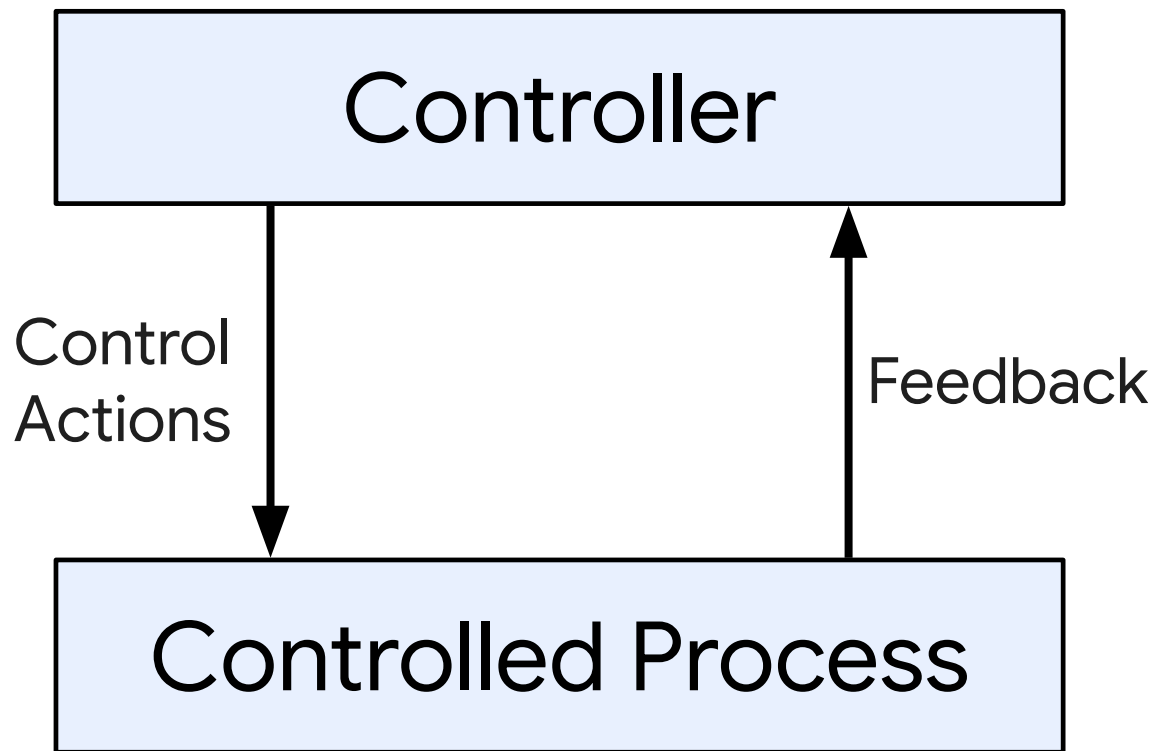 Controller
Control
Actions
Feedback
Controlled Process